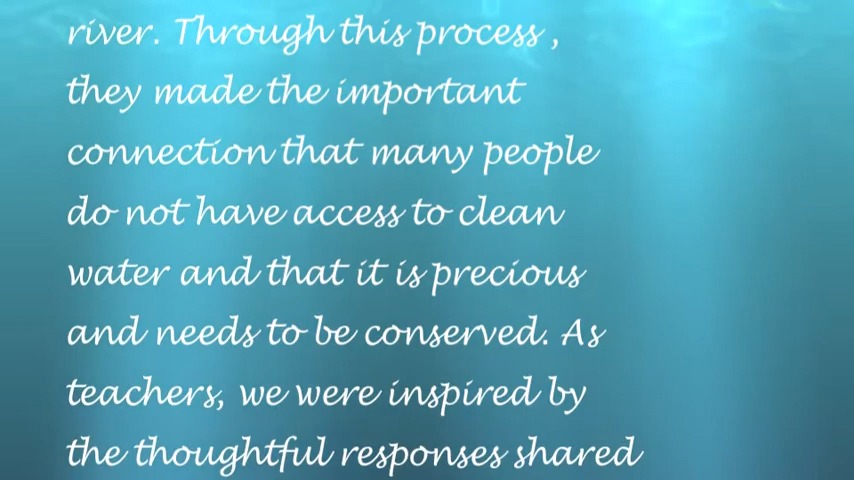 river. Through this process ,
they made the important
connection that many people
do not have access to clean
water and that it is precious
and needs to be conserved. As
teachers, we were inspired by
the thoughtful responses shared